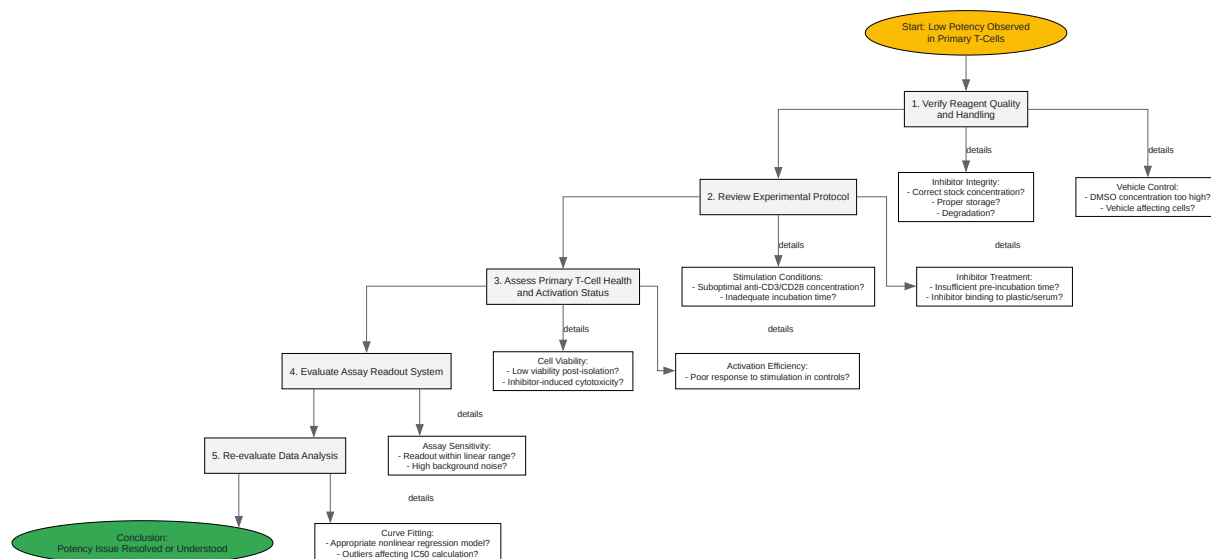 Start: Low Potency Observed
in Primary T-Cells
1. Verify Reagent Quality
and Handling
details
details
Inhibitor Integrity:
- Correct stock concentration?
- Proper storage?
- Degradation?
Vehicle Control:
- DMSO concentration too high?
- Vehicle affecting cells?
2. Review Experimental Protocol
details
details
Stimulation Conditions:
- Suboptimal anti-CD3/CD28 concentration?
- Inadequate incubation time?
Inhibitor Treatment:
- Insufficient pre-incubation time?
- Inhibitor binding to plastic/serum?
3. Assess Primary T-Cell Health
and Activation Status
details
details
Cell Viability:
- Low viability post-isolation?
- Inhibitor-induced cytotoxicity?
Activation Efficiency:
- Poor response to stimulation in controls?
4. Evaluate Assay Readout System
details
Assay Sensitivity:
- Readout within linear range?
- High background noise?
5. Re-evaluate Data Analysis
details
Curve Fitting:
- Appropriate nonlinear regression model?
- Outliers affecting IC50 calculation?
Conclusion:
Potency Issue Resolved or Understood